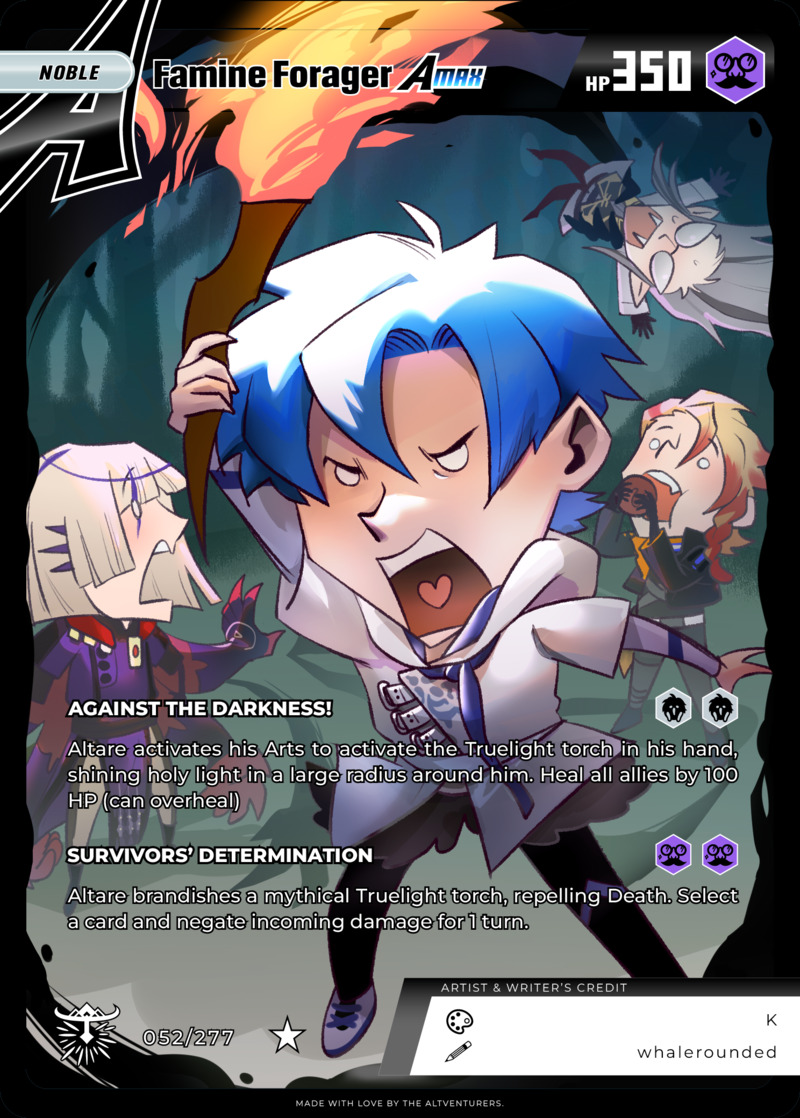 NOBLE
Famine Forager AMAX
HP 350
AGAINST THE DARKNESS!
Altare activates his Arts to activate the Truelight torch in his hand,
shining holy light in a large radius around him. Heal all allies by 100
HP (can overheal)
SURVIVORS’ DETERMINATION
Altare brandishes a mythical Truelight torch, repelling Death. Select
a card and negate incoming damage for 1 turn.
ARTIST & WRITER’S CREDIT
K
whalerounded
052/277
MADE WITH LOVE BY THE ALTVENTURERS.